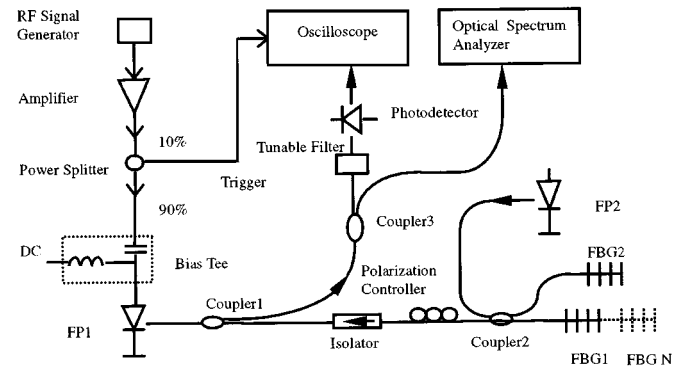 RF Signal
Generator
Oscilloscope
Optical Spectrum
Analyzer
Amplifier
Photodetector
10%
Tunable Filter
Power Splitter
Trigger
90%
Coupler3
FP2
DC
Bias Tee
Polarization
Controller
FBG2
Coupler1
FP1
Isolator
Coupler2
FBG1
FBG N